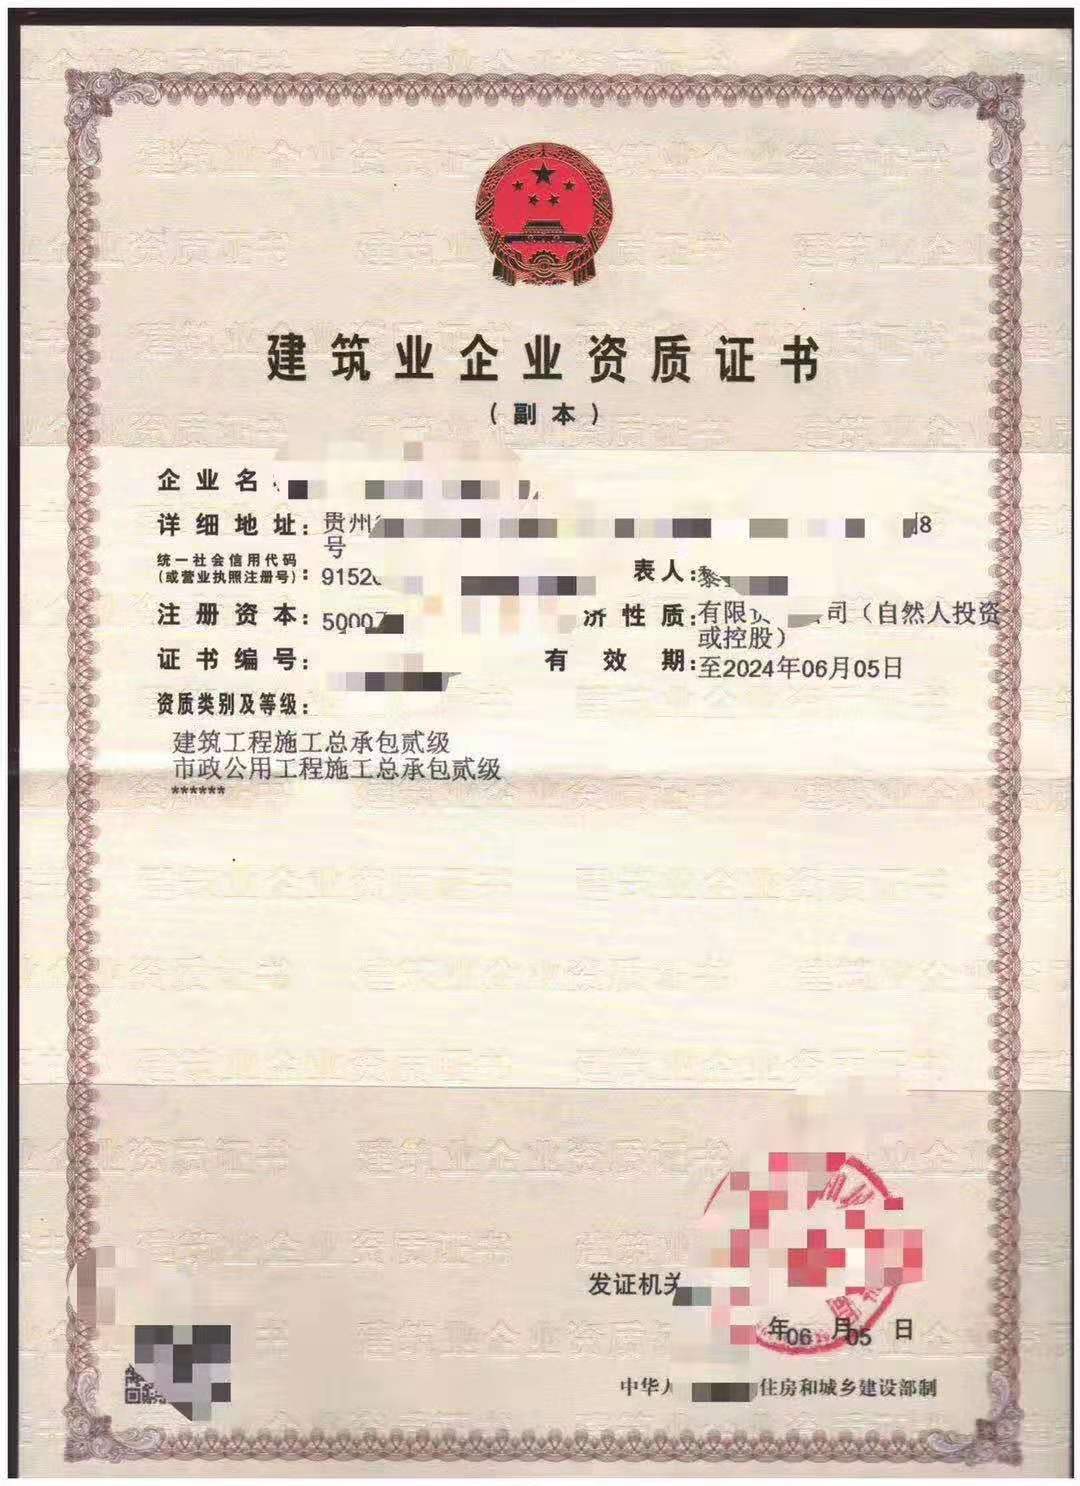 建筑业企业资质证书
(副本)
企业名
详细地址: 贵州 8
号
统一社会信用代码
(或营业执照注册号): 9152
表人: 黎
注册资本: 5000
济性质: 有限 司(自然人投资
或控股)
证书编号:
有效期: 至2024年06月05日
资质类别及等级:
建筑工程施工总承包贰级
市政公用工程施工总承包贰级
******
发证机关
年06月05日
中华人 住房和城乡建设部制